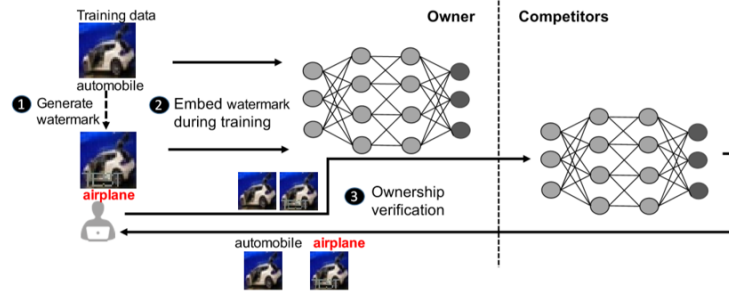 Training data
Owner
Competitors
automobile
1 Generate
watermark
2 Embed watermark
during training
airplane
3 Ownership
verification
automobile airplane